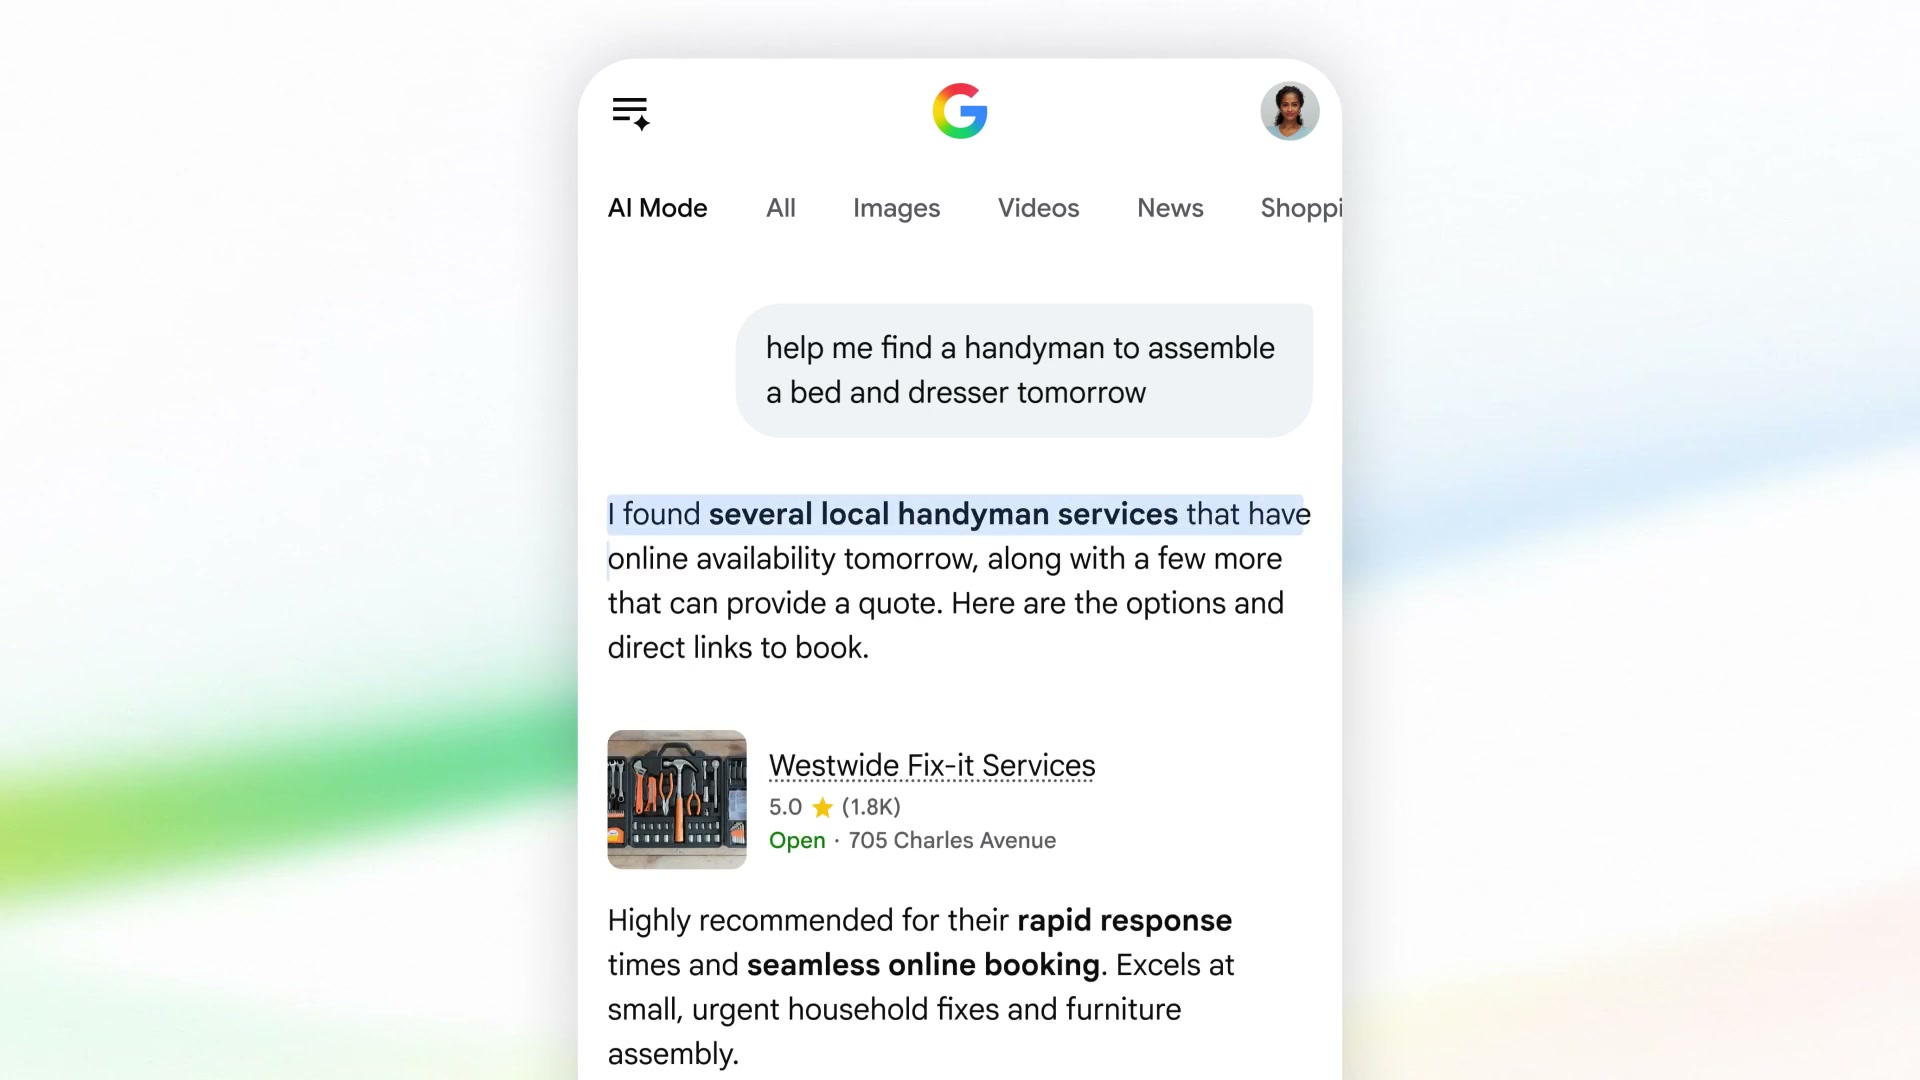 AI Mode All Images Videos News Shoppi
help me find a handyman to assemble
a bed and dresser tomorrow
I found several local handyman services that have
online availability tomorrow, along with a few more
that can provide a quote. Here are the options and
direct links to book.
Westwide Fix-it Services
5.0 ★ (1.8K)
Open · 705 Charles Avenue
Highly recommended for their rapid response
times and seamless online booking. Excels at
small, urgent household fixes and furniture
assembly.